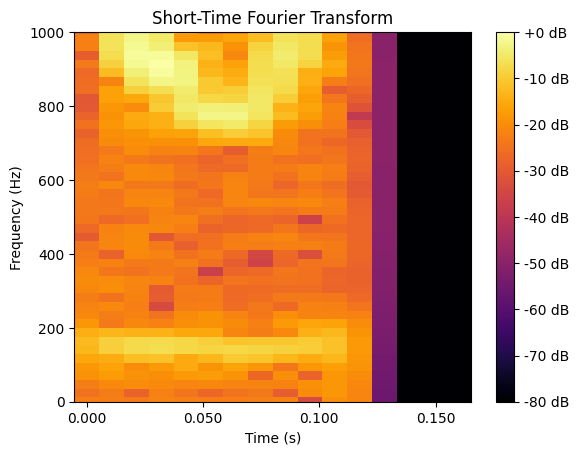 Short-Time Fourier Transform
1000
800
600
400
200
0
Frequency (Hz)
0.000
0.050
0.100
0.150
Time (s)
+0 dB
-10 dB
-20 dB
-30 dB
-40 dB
-50 dB
-60 dB
-70 dB
-80 dB